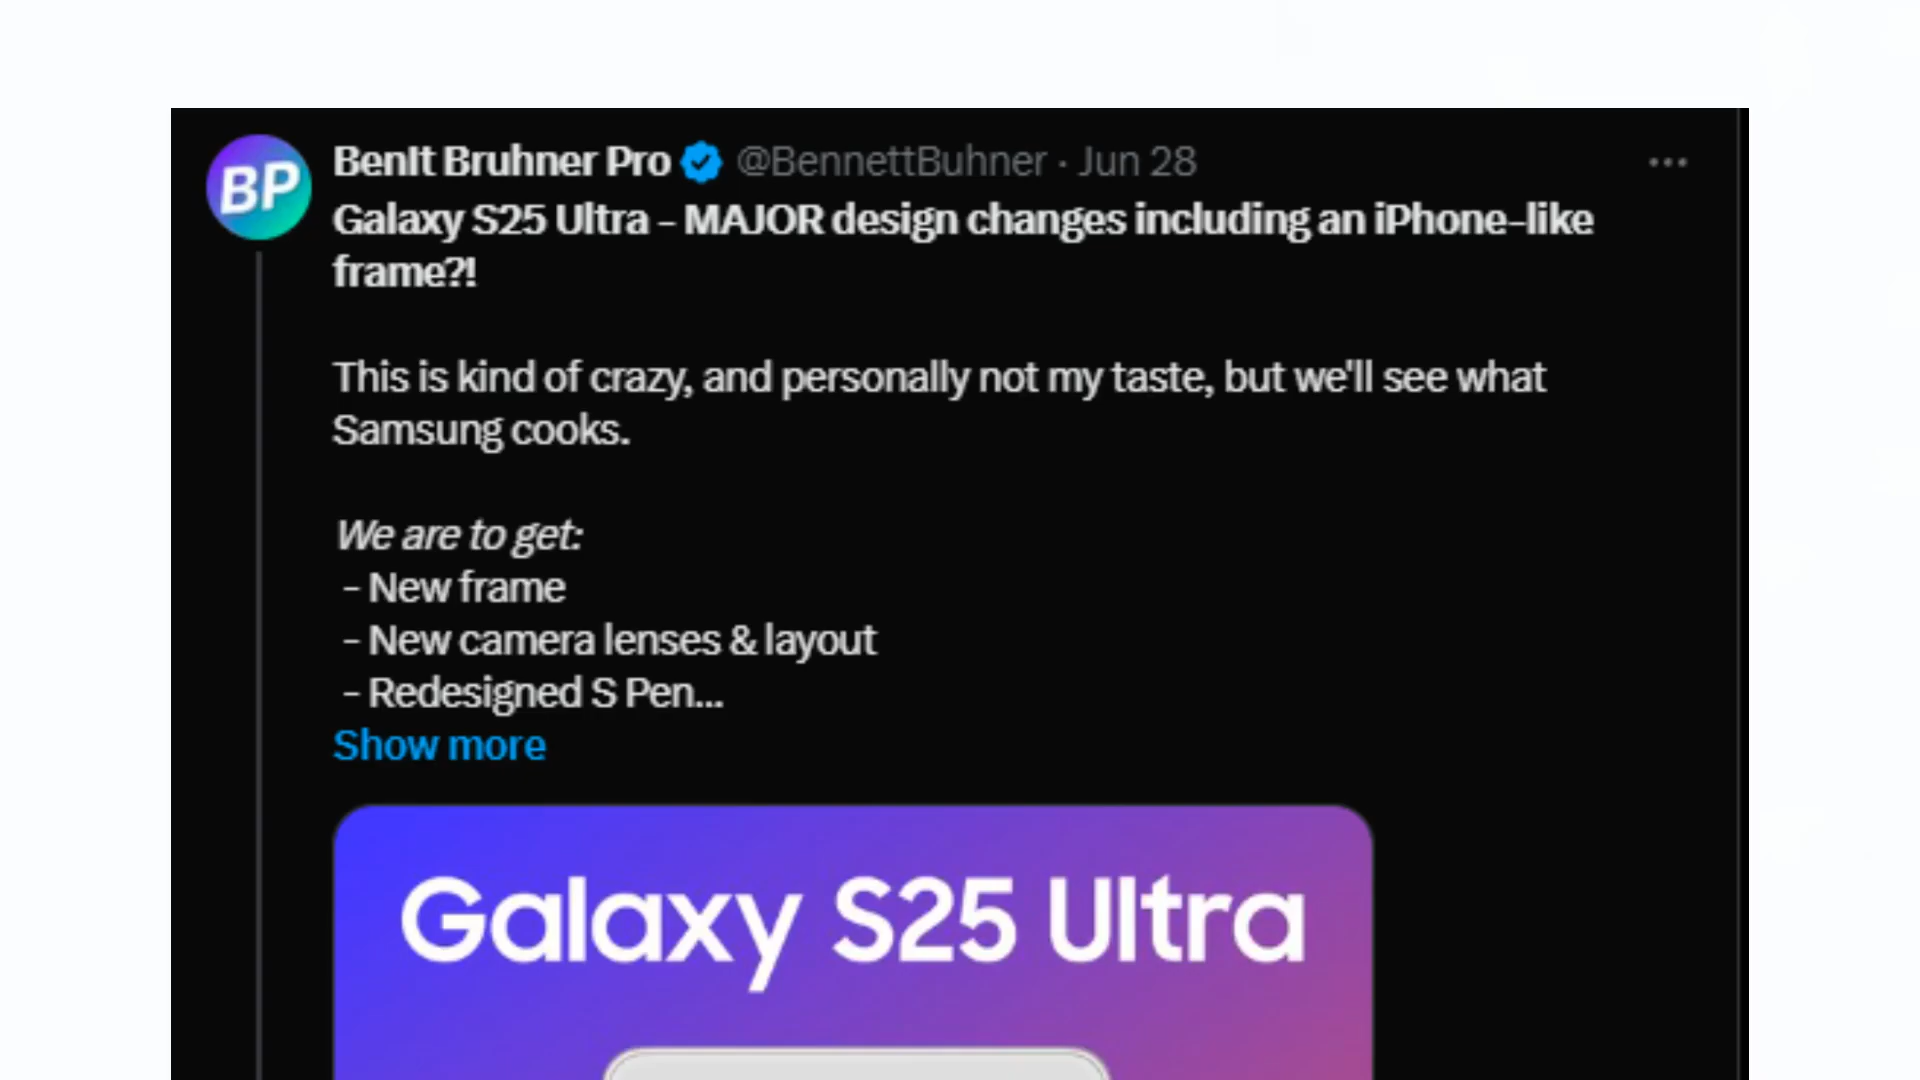 BP
BenIt Bruhner Pro @BennettBuhner · Jun 28
Galaxy S25 Ultra - MAJOR design changes including an iPhone-like
frame?!
This is kind of crazy, and personally not my taste, but we'll see what
Samsung cooks.
We are to get:
- New frame
- New camera lenses & layout
- Redesigned S Pen...
Show more
Galaxy S25 Ultra